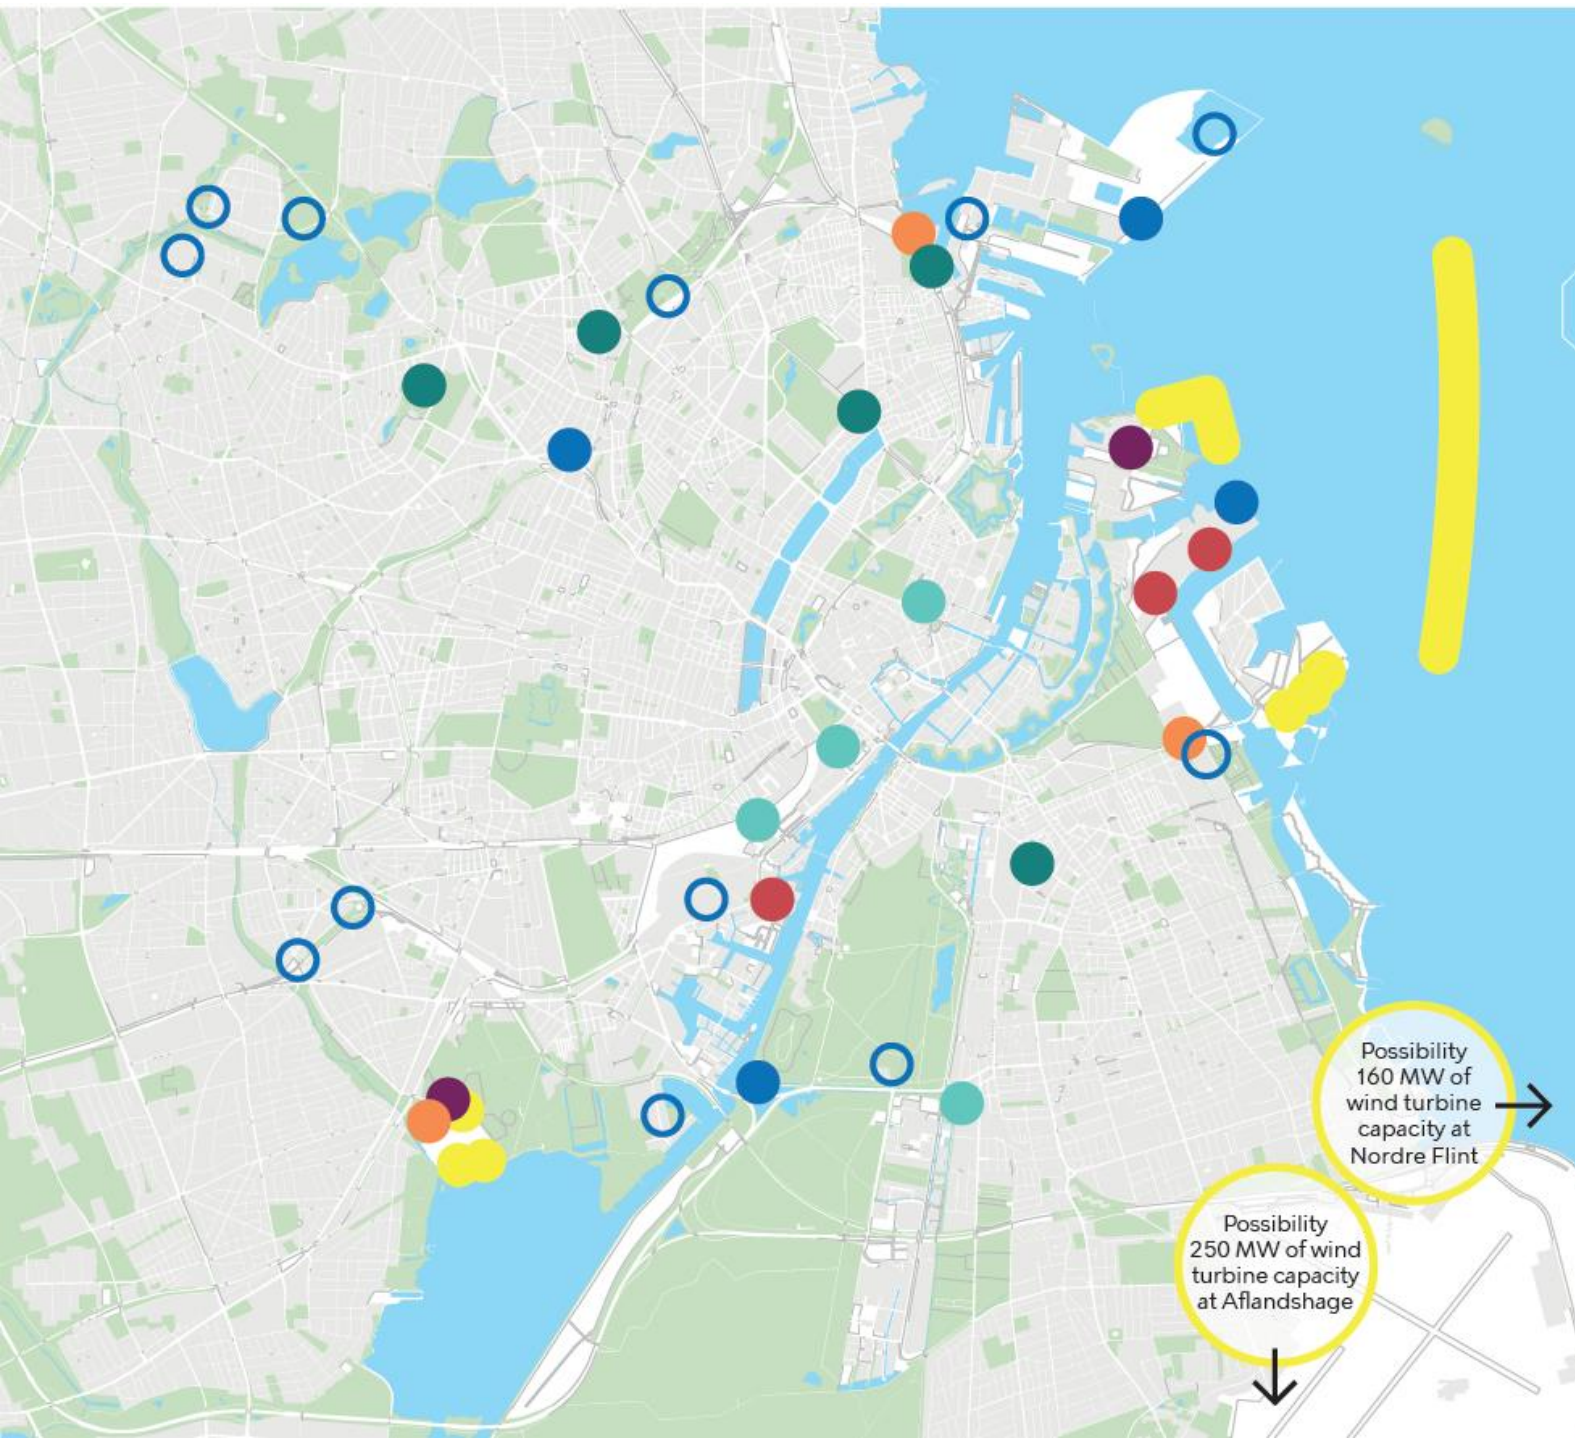 Possibility
160 MW of
wind turbine
capacity at
Nordre Flint
Possibility
250 MW of wind
turbine capacity
at Aflandshage